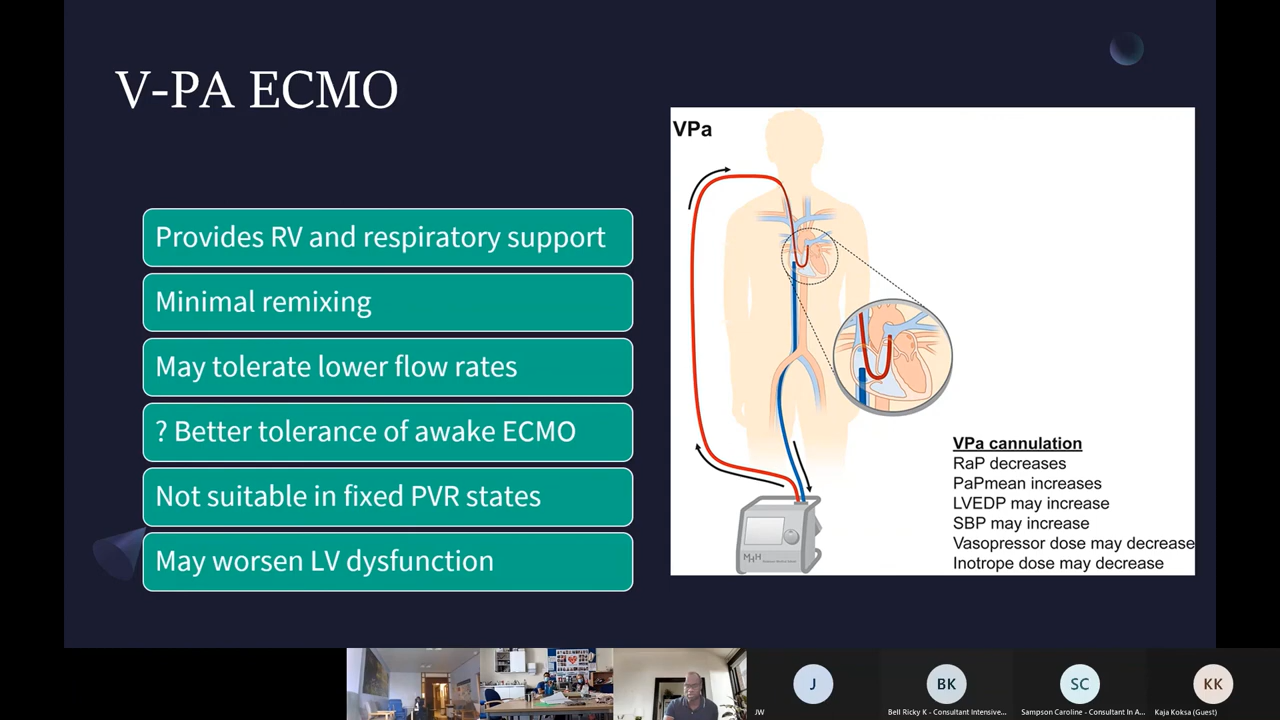 V-PA ECMO
Provides RV and respiratory support
Minimal remixing
May tolerate lower flow rates
? Better tolerance of awake ECMO
Not suitable in fixed PVR states
May worsen LV dysfunction
VPa
VPa cannulation
RaP decreases
PaPmean increases
LVEDP may increase
SBP may increase
Vasopressor dose may decrease
Inotrope dose may decrease
J
JW
BK
Bell Ricky K - Consultant Intensive...
SC
Sampson Caroline - Consultant In A...
KK
Kaja Koksa (Guest)